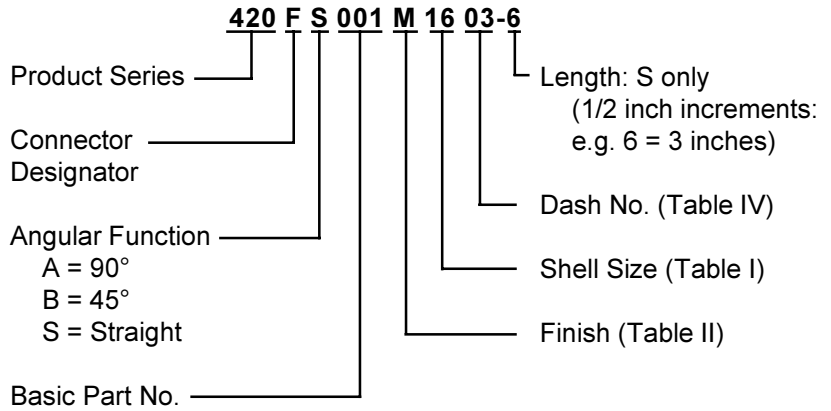 420 F S 001 M 16 03-6
Product Series
Connector
Designator
Angular Function
A = 90°
B = 45°
S = Straight
Basic Part No.
Length: S only
(1/2 inch increments:
e.g. 6 = 3 inches)
Dash No. (Table IV)
Shell Size (Table I)
Finish (Table II)